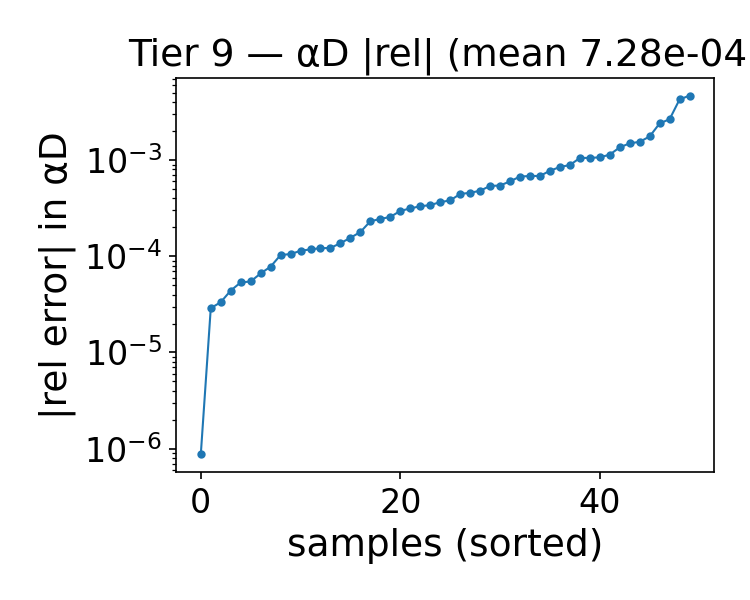 Tier 9 — αD |rel| (mean 7.28e-04
|rel error| in αD
10⁻³
10⁻⁴
10⁻⁵
10⁻⁶
0 20 40
samples (sorted)